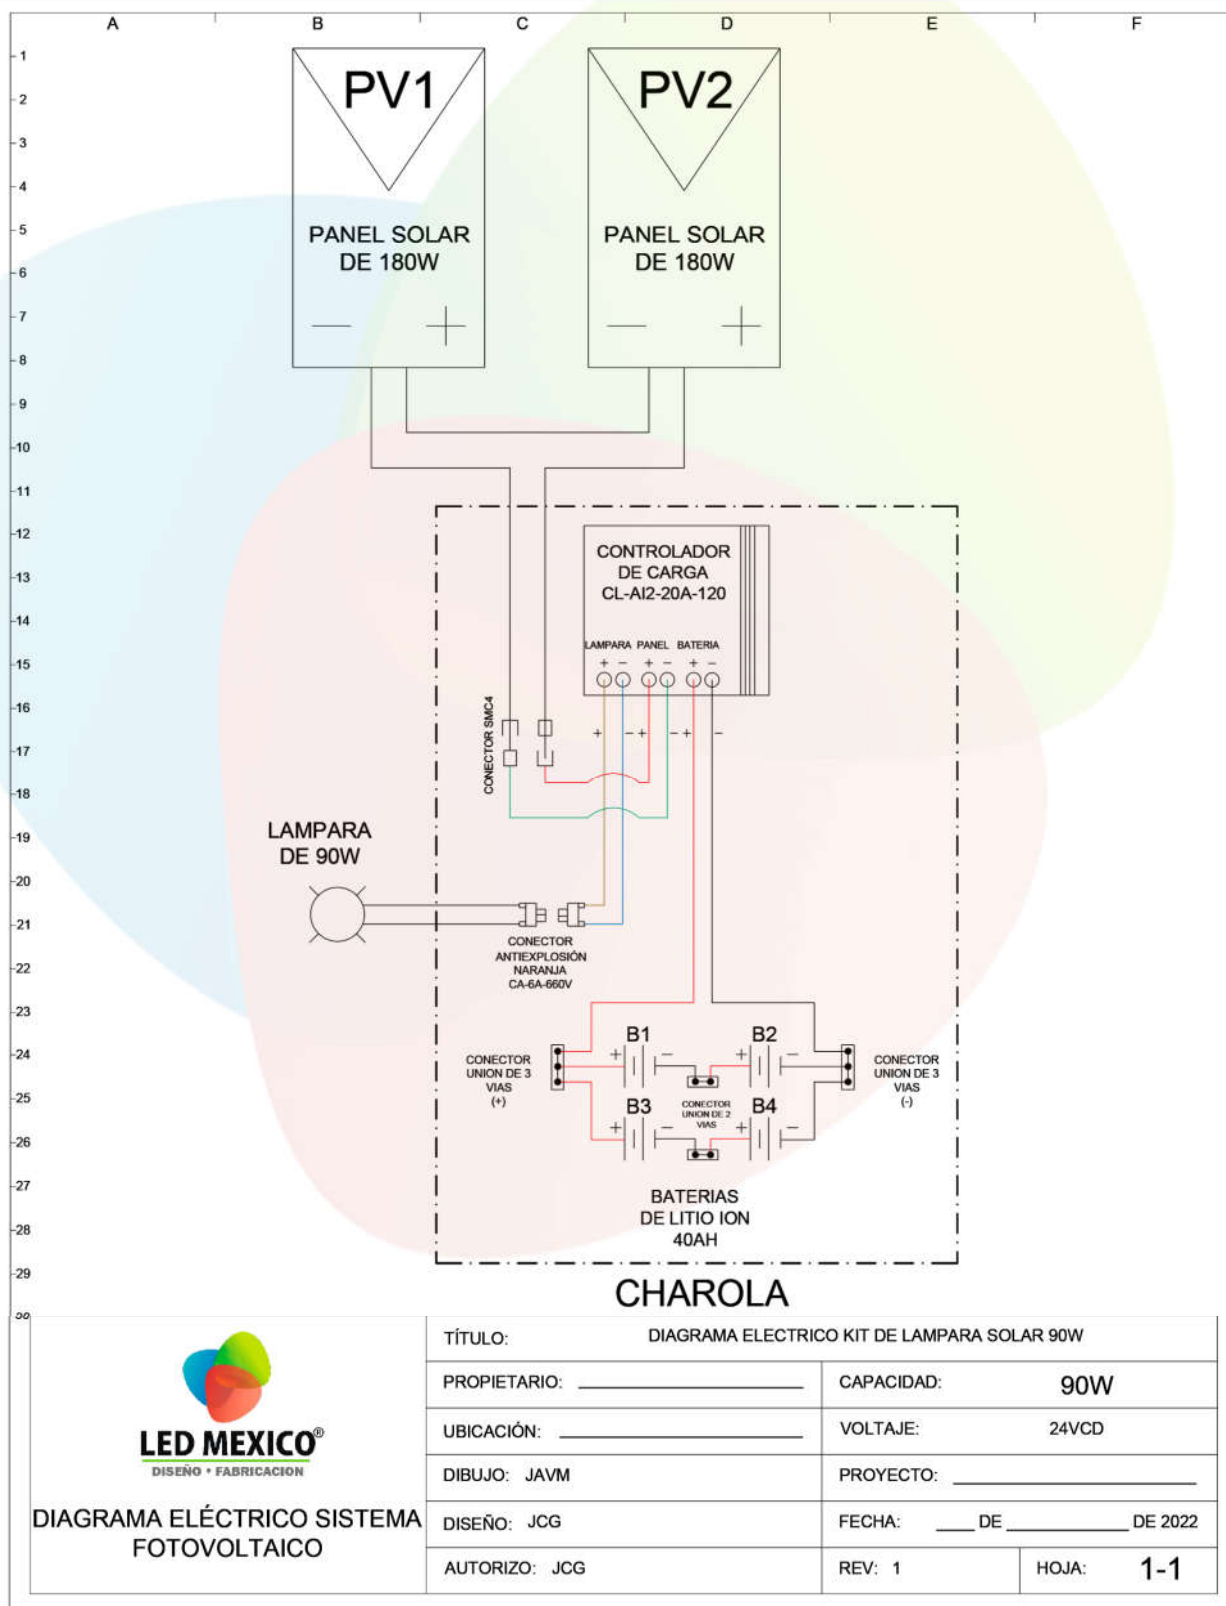 A B C D E F
1
2
3
4
5
6
7
8
9
10
11
12
13
14
15
16
17
18
19
20
21
22
23
24
25
26
27
28
29
PV1
PANEL SOLAR
DE 180W
— +
PV2
PANEL SOLAR
DE 180W
— +
CONTROLADOR
DE CARGA
CL-AI2-20A-120
LAMPARA PANEL BATERIA
+ − + − + −
+ − + − + −
CONECTOR SMC4
LAMPARA
DE 90W
CONECTOR
ANTIEXPLOSIÓN
NARANJA
CA-6A-660V
CONECTOR
UNION DE 3
VIAS
(+)
B1
+ −
B2
+ −
CONECTOR
UNION DE 2
VIAS
B3
+ −
B4
+ −
CONECTOR
UNION DE 3
VIAS
(-)
BATERIAS
DE LITIO ION
40AH
CHAROLA
LED MEXICO®
DISEÑO • FABRICACION
DIAGRAMA ELÉCTRICO SISTEMA
FOTOVOLTAICO
TÍTULO: DIAGRAMA ELECTRICO KIT DE LAMPARA SOLAR 90W
PROPIETARIO: CAPACIDAD: 90W
UBICACIÓN: VOLTAJE: 24VCD
DIBUJO: JAVM PROYECTO:
DISEÑO: JCG FECHA: ____ DE ____________ DE 2022
AUTORIZO: JCG REV: 1 HOJA: 1-1